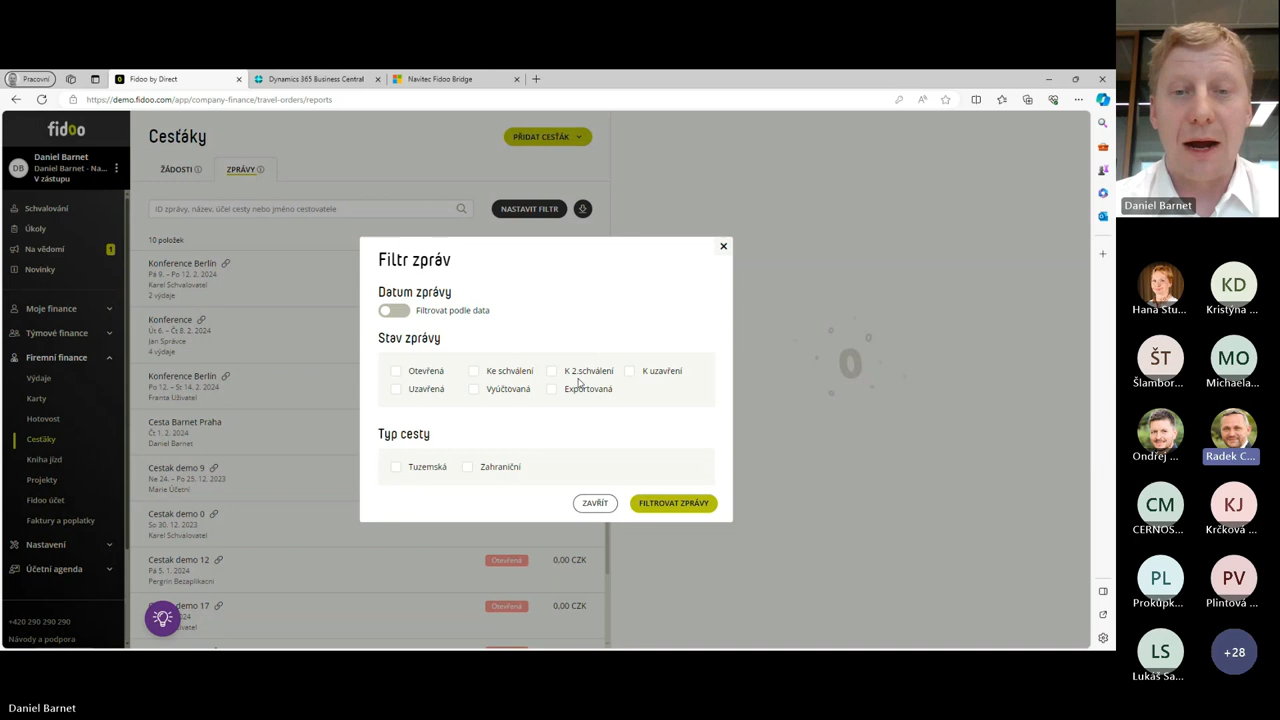 Pracovní
Fidoo by Direct
Dynamics 365 Business Central
Navitec Fidoo Bridge
https://demo.fidoo.com/app/company-finance/travel-orders/reports
fidoo
DB
Daniel Barnet
Daniel Barnet - Na...
V zástupu
Schvalování
Úkoly
Na vědomí
1
Novinky
Moje finance
Týmové finance
Firemní finance
Výdaje
Karty
Hotovost
Cesťáky
Kniha jízd
Projekty
Fidoo účet
Faktury a poplatky
Nastavení
Účetní agenda
+420 290 290 290
Návody a podpora
Cesťáky
PŘIDAT CESŤÁK
ŽÁDOSTI
ZPRÁVY
ID zprávy, název, účel cesty nebo jméno cestovatele
NASTAVIT FILTR
10 položek
Konference Berlín
Pá 9. – Po 12. 2. 2024
Karel Schvalovatel
2 výdaje
Konference
Út 6. – Čt 8. 2. 2024
Jan Správce
4 výdaje
Konference Berlín
Po 12. – St 14. 2. 2024
Franta Uživatel
Cesta Barnet Praha
Čt 1. 2. 2024
Daniel Barnet
Cestak demo 9
Ne 24. – Po 25. 12. 2023
Marie Účetní
Cestak demo 0
So 30. 12. 2023
Karel Schvalovatel
Cestak demo 12
Pá 5. 1. 2024
Pergrin Bezaplikacni
Otevřená
0,00 CZK
Cestak demo 17
2024
Otevřená
0,00 CZK
Filtr zpráv
Datum zprávy
Filtrovat podle data
Stav zprávy
Otevřená
Ke schválení
K 2.schválení
K uzavření
Uzavřená
Vyúčtovaná
Exportovaná
Typ cesty
Tuzemská
Zahraniční
ZAVŘÍT
FILTROVAT ZPRÁVY
Daniel Barnet
Hana Stu...
KD
Kristýna ...
ŠT
Šlambor...
MO
Michaela...
Ondřej ...
Radek C...
CM
CERNOS...
KJ
Krčková ...
PL
Prokůpk...
PV
Plintová ...
LS
Lukáš Sa...
+28
Daniel Barnet